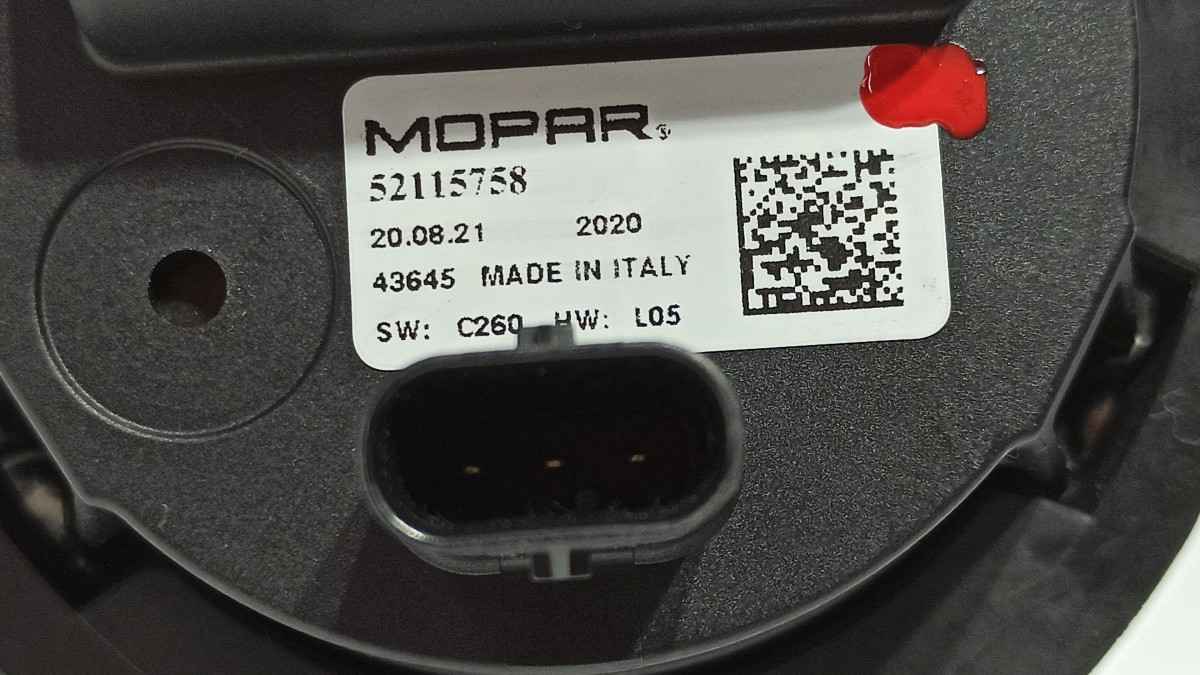 MOPAR®
52115758
20.08.21 2020
43645 MADE IN ITALY
SW: C260 HW: L05